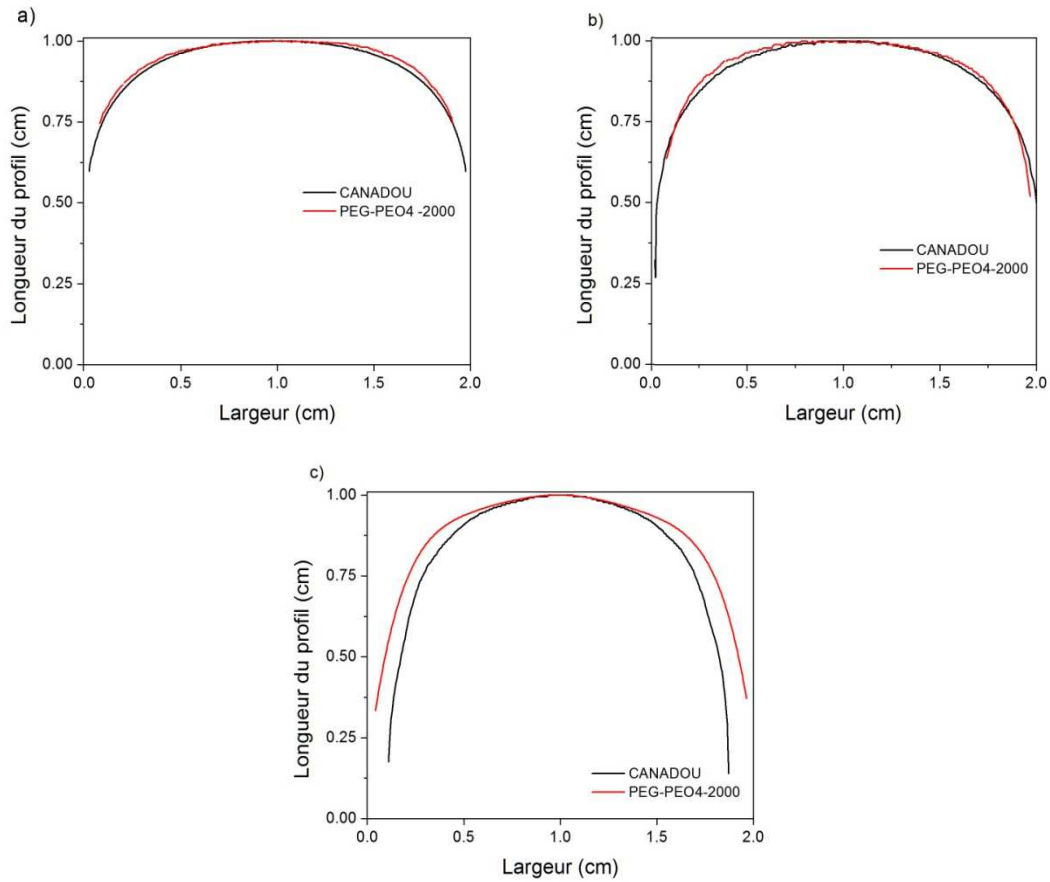 a)
1.00
0.75
0.50
0.25
0.00
Longueur du profil (cm)
CANADOU
PEG-PEO4 -2000
0.0 0.5 1.0 1.5 2.0
Largeur (cm)
b)
1.00
0.75
0.50
0.25
0.00
Longueur du profil (cm)
CANADOU
PEG-PEO4-2000
0.0 0.5 1.0 1.5 2.0
Largeur (cm)
c)
1.00
0.75
0.50
0.25
0.00
Longueur du profil (cm)
CANADOU
PEG-PEO4-2000
0.0 0.5 1.0 1.5 2.0
Largeur (cm)